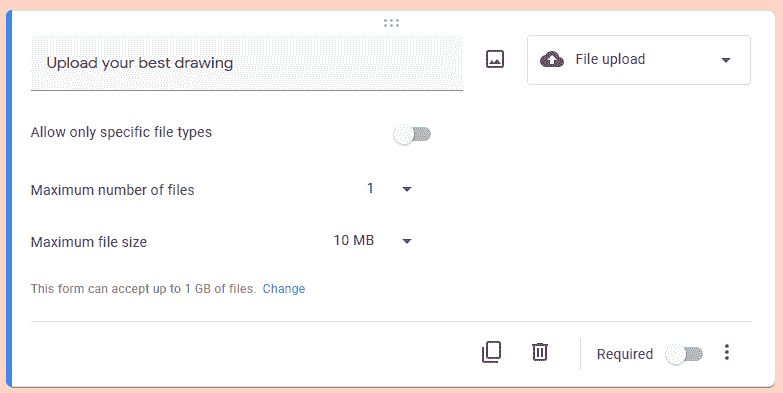 Upload your best drawing
File upload
Allow only specific file types
Maximum number of files 1
Maximum file size 10 MB
This form can accept up to 1 GB of files. Change
Required